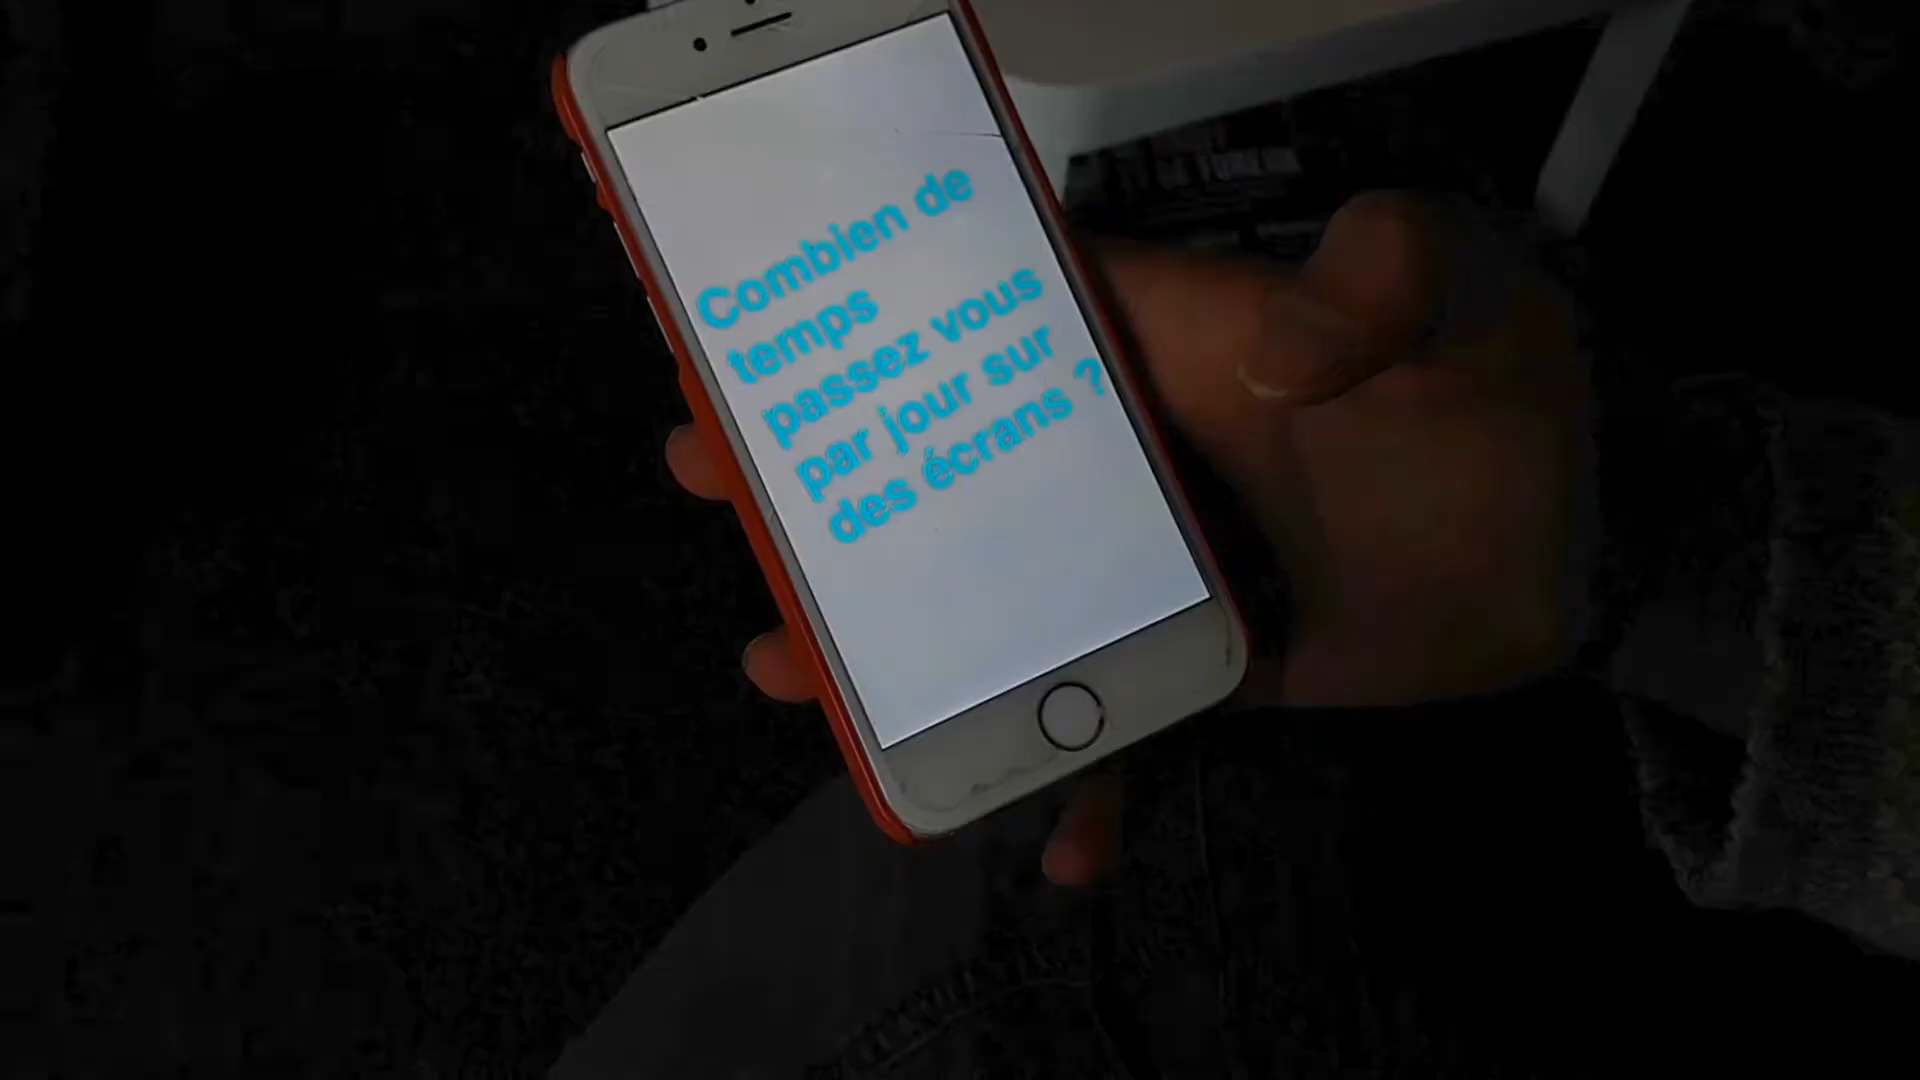 Combien de
temps
passez vous
par jour sur
des écrans ?